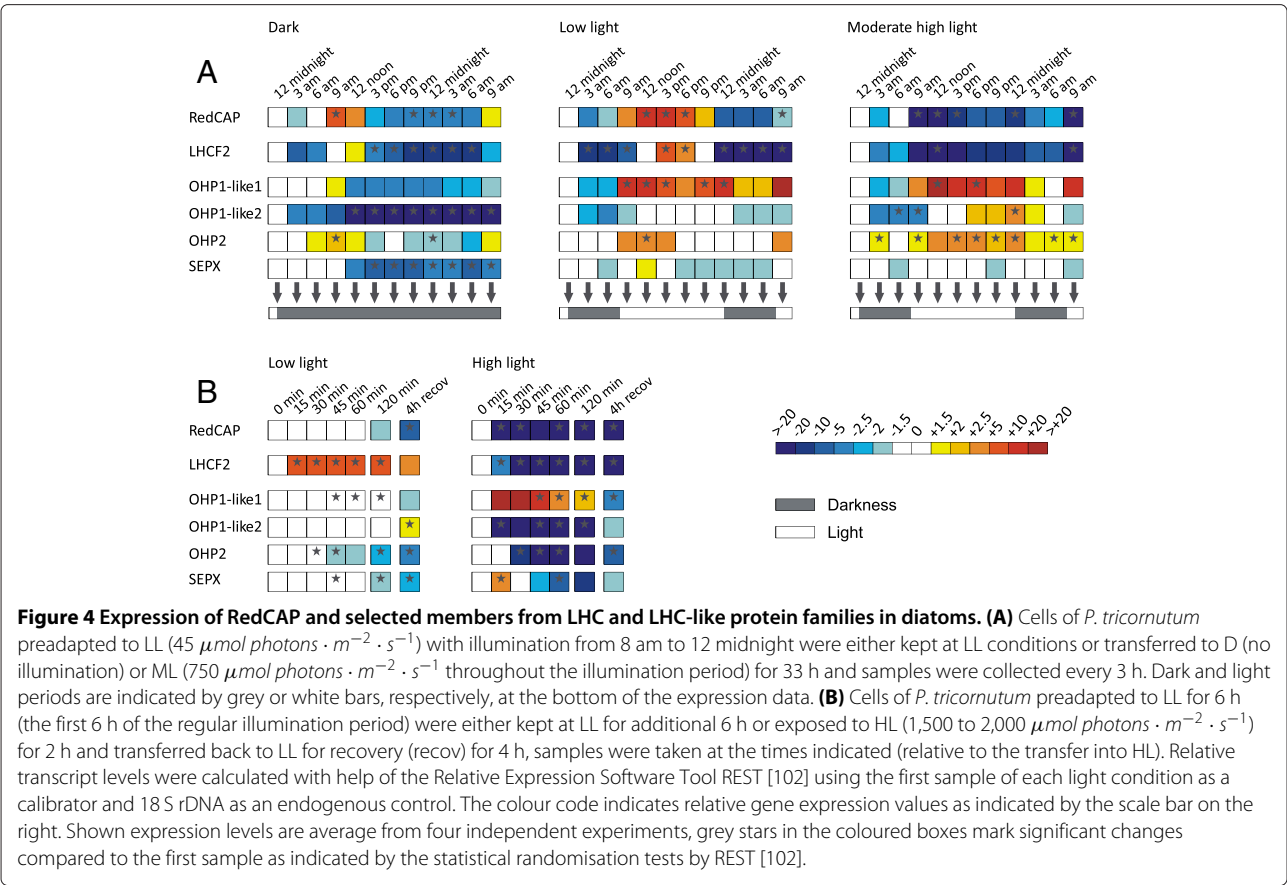 Dark
Low light
Moderate high light
A
12 midnight 3 am 6 am 9 am 12 noon 3 pm 6 pm 9 pm 12 midnight 3 am 6 am 9 am
12 midnight 3 am 6 am 9 am 12 noon 3 pm 6 pm 9 pm 12 midnight 3 am 6 am 9 am
12 midnight 3 am 6 am 9 am 12 noon 3 pm 6 pm 9 pm 12 midnight 3 am 6 am 9 am
RedCAP
LHCF2
OHP1-like1
OHP1-like2
OHP2
SEPX
Low light
High light
B
0 min 15 min 30 min 45 min 60 min 120 min 4h recov
0 min 15 min 30 min 45 min 60 min 120 min 4h recov
RedCAP
LHCF2
OHP1-like1
OHP1-like2
OHP2
SEPX
>-20 -20 -10 -5 -2.5 -2 -1.5 0 +1.5 +2 +2.5 +5 +10 +20 >+20
Darkness
Light
Figure 4 Expression of RedCAP and selected members from LHC and LHC-like protein families in diatoms. (A) Cells of P. tricornutum
preadapted to LL (45 μmol photons · m−2 · s−1) with illumination from 8 am to 12 midnight were either kept at LL conditions or transferred to D (no
illumination) or ML (750 μmol photons · m−2 · s−1 throughout the illumination period) for 33 h and samples were collected every 3 h. Dark and light
periods are indicated by grey or white bars, respectively, at the bottom of the expression data. (B) Cells of P. tricornutum preadapted to LL for 6 h
(the first 6 h of the regular illumination period) were either kept at LL for additional 6 h or exposed to HL (1,500 to 2,000 μmol photons · m−2 · s−1)
for 2 h and transferred back to LL for recovery (recov) for 4 h, samples were taken at the times indicated (relative to the transfer into HL). Relative
transcript levels were calculated with help of the Relative Expression Software Tool REST [102] using the first sample of each light condition as a
calibrator and 18 S rDNA as an endogenous control. The colour code indicates relative gene expression values as indicated by the scale bar on the
right. Shown expression levels are average from four independent experiments, grey stars in the coloured boxes mark significant changes
compared to the first sample as indicated by the statistical randomisation tests by REST [102].